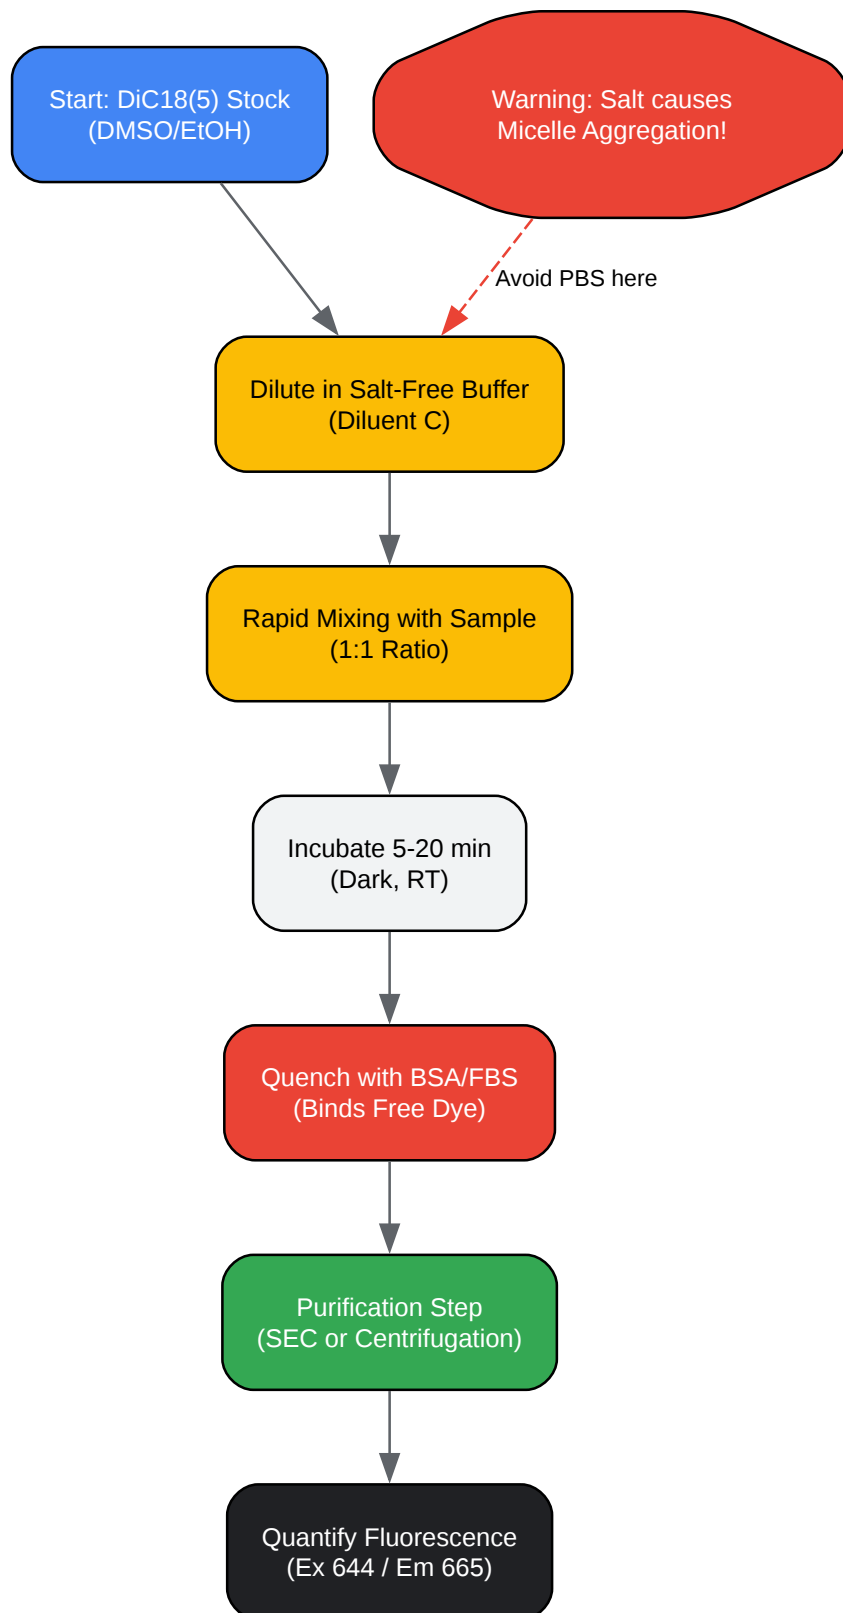 Start: DiC18(5) Stock
(DMSO/EtOH)
Warning: Salt causes
Micelle Aggregation!
Avoid PBS here
Dilute in Salt-Free Buffer
(Diluent C)
Rapid Mixing with Sample
(1:1 Ratio)
Incubate 5-20 min
(Dark, RT)
Quench with BSA/FBS
(Binds Free Dye)
Purification Step
(SEC or Centrifugation)
Quantify Fluorescence
(Ex 644 / Em 665)